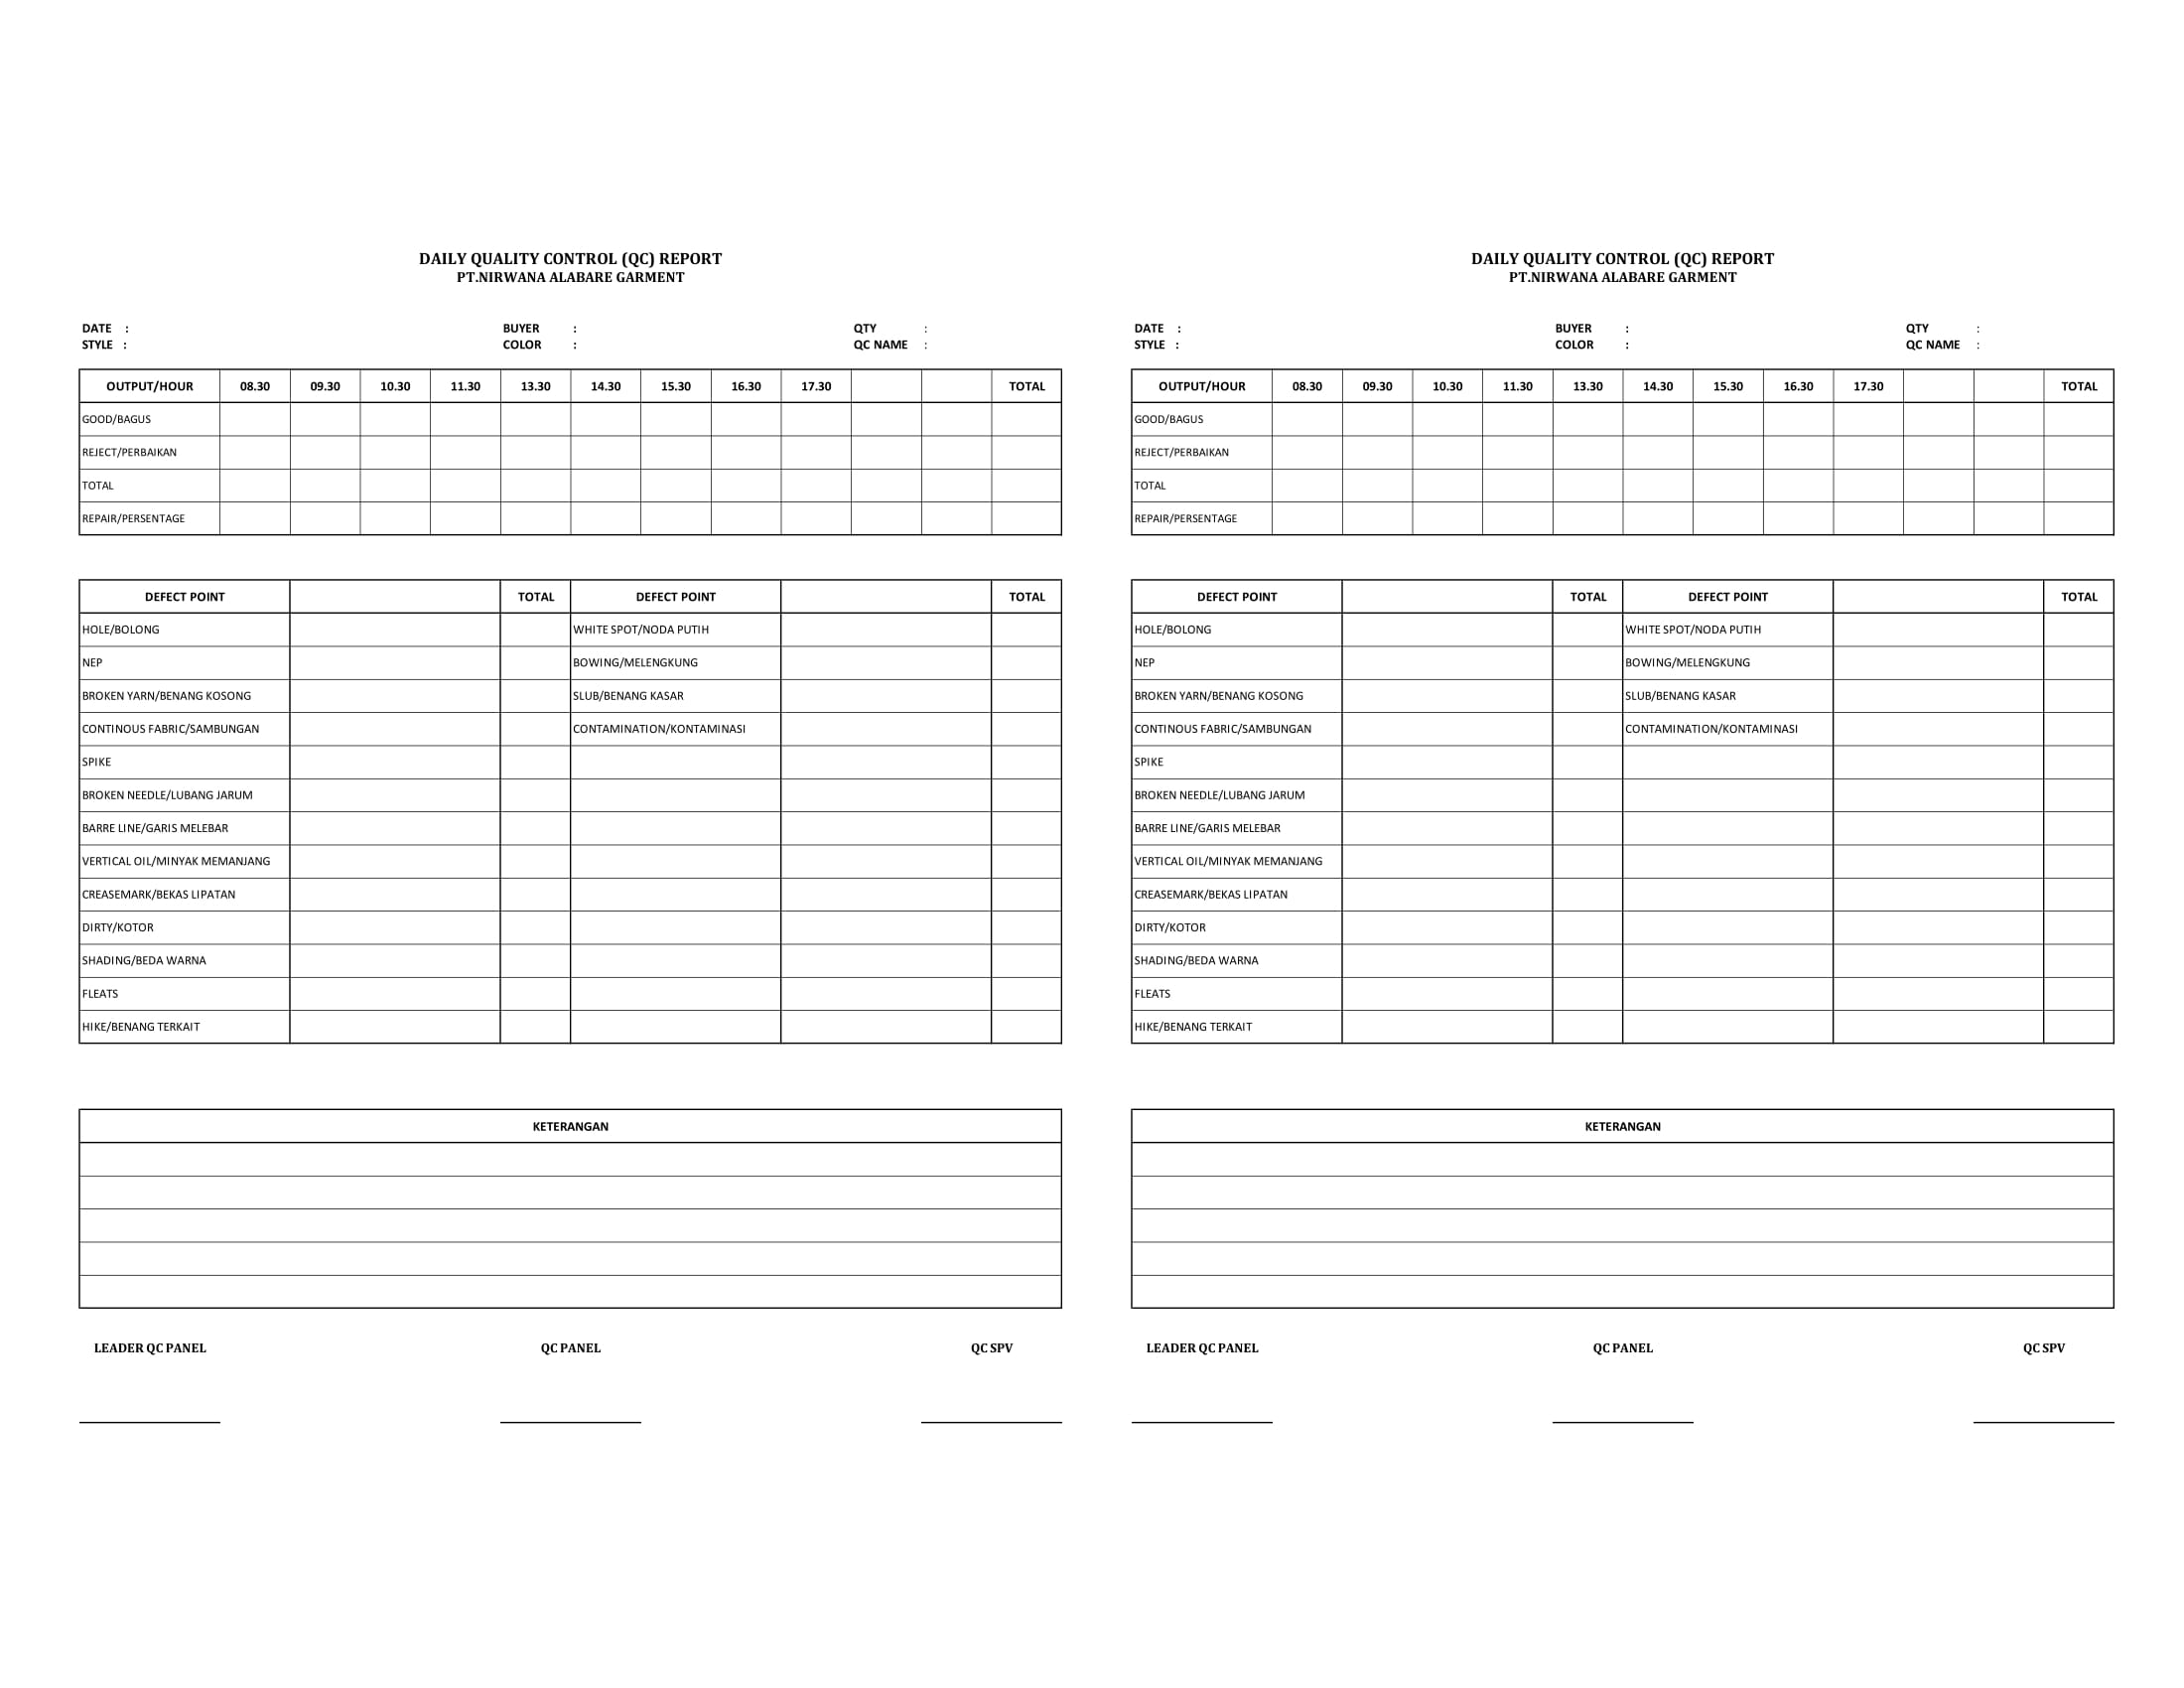 DAILY QUALITY CONTROL (QC) REPORT
PT.NIRWANA ALABARE GARMENT
DATE :
BUYER :
QTY :
STYLE :
COLOR :
QC NAME :
OUTPUT/HOUR 08.30 09.30 10.30 11.30 13.30 14.30 15.30 16.30 17.30 TOTAL
GOOD/BAGUS
REJECT/PERBAIKAN
TOTAL
REPAIR/PERSENTAGE
DEFECT POINT TOTAL DEFECT POINT TOTAL
HOLE/BOLONG WHITE SPOT/NODA PUTIH
NEP BOWING/MELENGKUNG
BROKEN YARN/BENANG KOSONG SLUB/BENANG KASAR
CONTINOUS FABRIC/SAMBUNGAN CONTAMINATION/KONTAMINASI
SPIKE
BROKEN NEEDLE/LUBANG JARUM
BARRE LINE/GARIS MELEBAR
VERTICAL OIL/MINYAK MEMANJANG
CREASEMARK/BEKAS LIPATAN
DIRTY/KOTOR
SHADING/BEDA WARNA
FLEATS
HIKE/BENANG TERKAIT
KETERANGAN
LEADER QC PANEL QC PANEL QC SPV
DAILY QUALITY CONTROL (QC) REPORT
PT.NIRWANA ALABARE GARMENT
DATE :
BUYER :
QTY :
STYLE :
COLOR :
QC NAME :
OUTPUT/HOUR 08.30 09.30 10.30 11.30 13.30 14.30 15.30 16.30 17.30 TOTAL
GOOD/BAGUS
REJECT/PERBAIKAN
TOTAL
REPAIR/PERSENTAGE
DEFECT POINT TOTAL DEFECT POINT TOTAL
HOLE/BOLONG WHITE SPOT/NODA PUTIH
NEP BOWING/MELENGKUNG
BROKEN YARN/BENANG KOSONG SLUB/BENANG KASAR
CONTINOUS FABRIC/SAMBUNGAN CONTAMINATION/KONTAMINASI
SPIKE
BROKEN NEEDLE/LUBANG JARUM
BARRE LINE/GARIS MELEBAR
VERTICAL OIL/MINYAK MEMANJANG
CREASEMARK/BEKAS LIPATAN
DIRTY/KOTOR
SHADING/BEDA WARNA
FLEATS
HIKE/BENANG TERKAIT
KETERANGAN
LEADER QC PANEL QC PANEL QC SPV